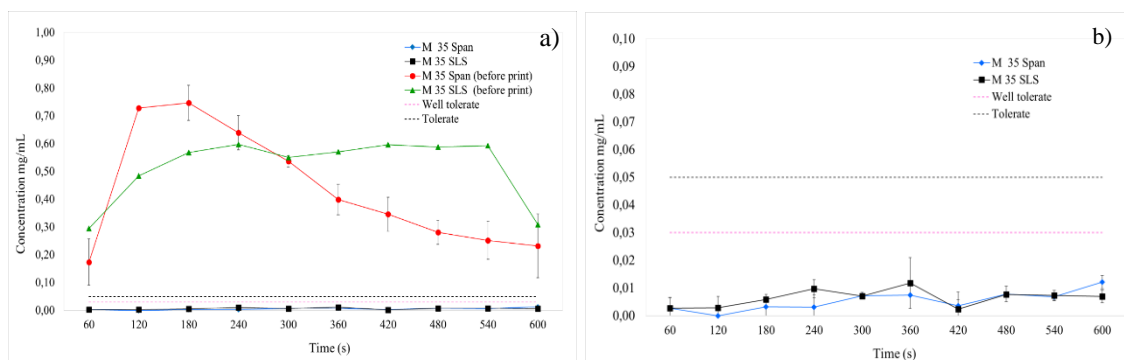 a)
1,00
0,90
0,80
0,70
0,60
0,50
0,40
0,30
0,20
0,10
0,00
Concentration mg/mL
M 35 Span
M 35 SLS
M 35 Span (before print)
M 35 SLS (before print)
Well tolerate
Tolerate
60 120 180 240 300 360 420 480 540 600
Time (s)
b)
0,10
0,09
0,08
0,07
0,06
0,05
0,04
0,03
0,02
0,01
0,00
Conentration mg/mL
M 35 Span
M 35 SLS
Well tolerate
Tolerate
60 120 180 240 300 360 420 480 540 600
Time (s)